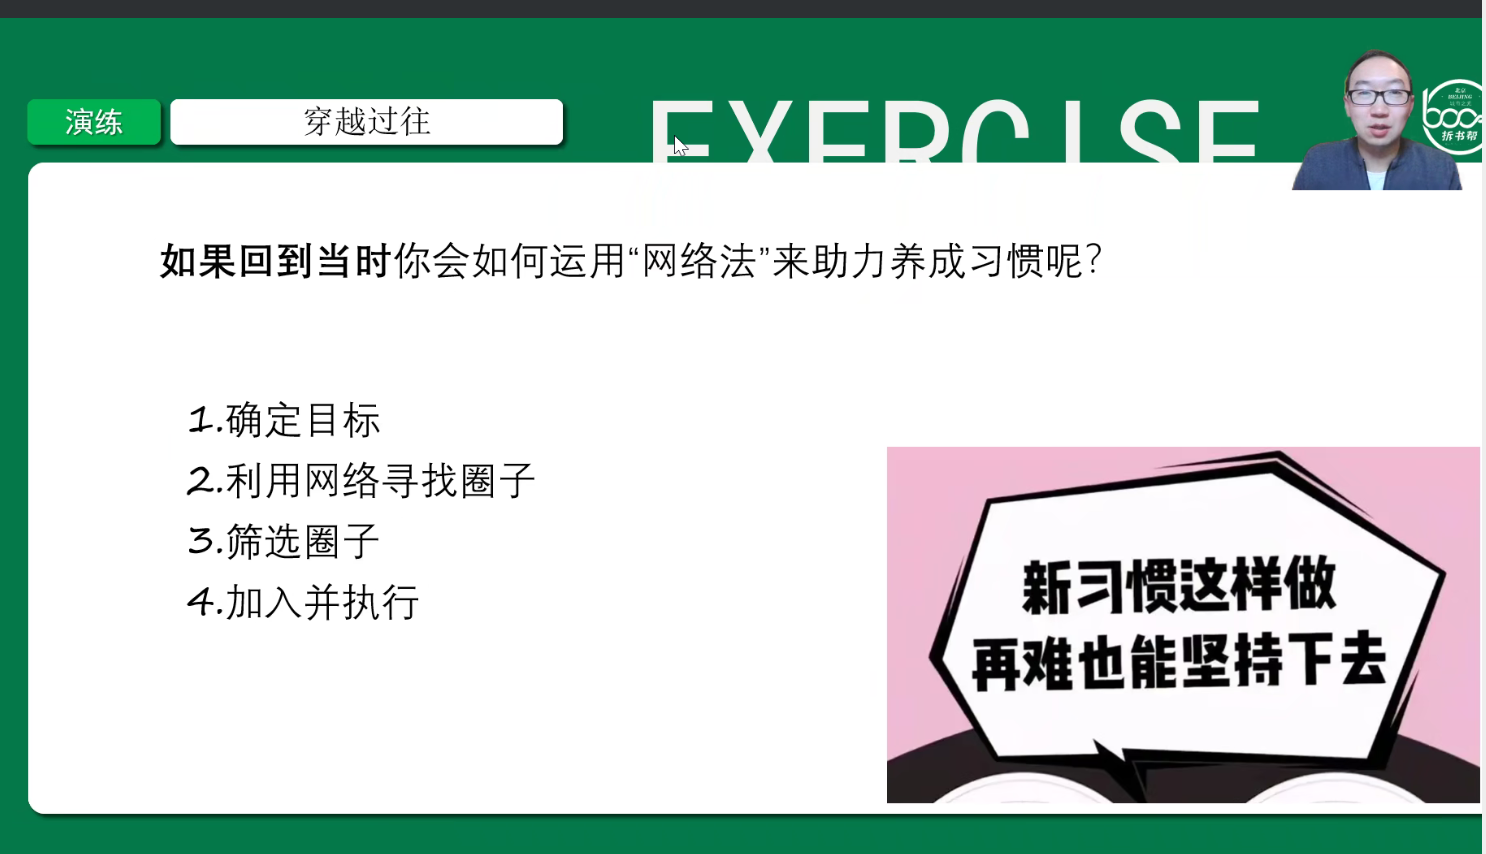 演练
穿越过往
EXERCISE
北京
BEIJING
拆书帮
如果回到当时你会如何运用“网络法”来助力养成习惯呢？
1.确定目标
2.利用网络寻找圈子
3.筛选圈子
4.加入并执行
新习惯这样做
再难也能坚持下去